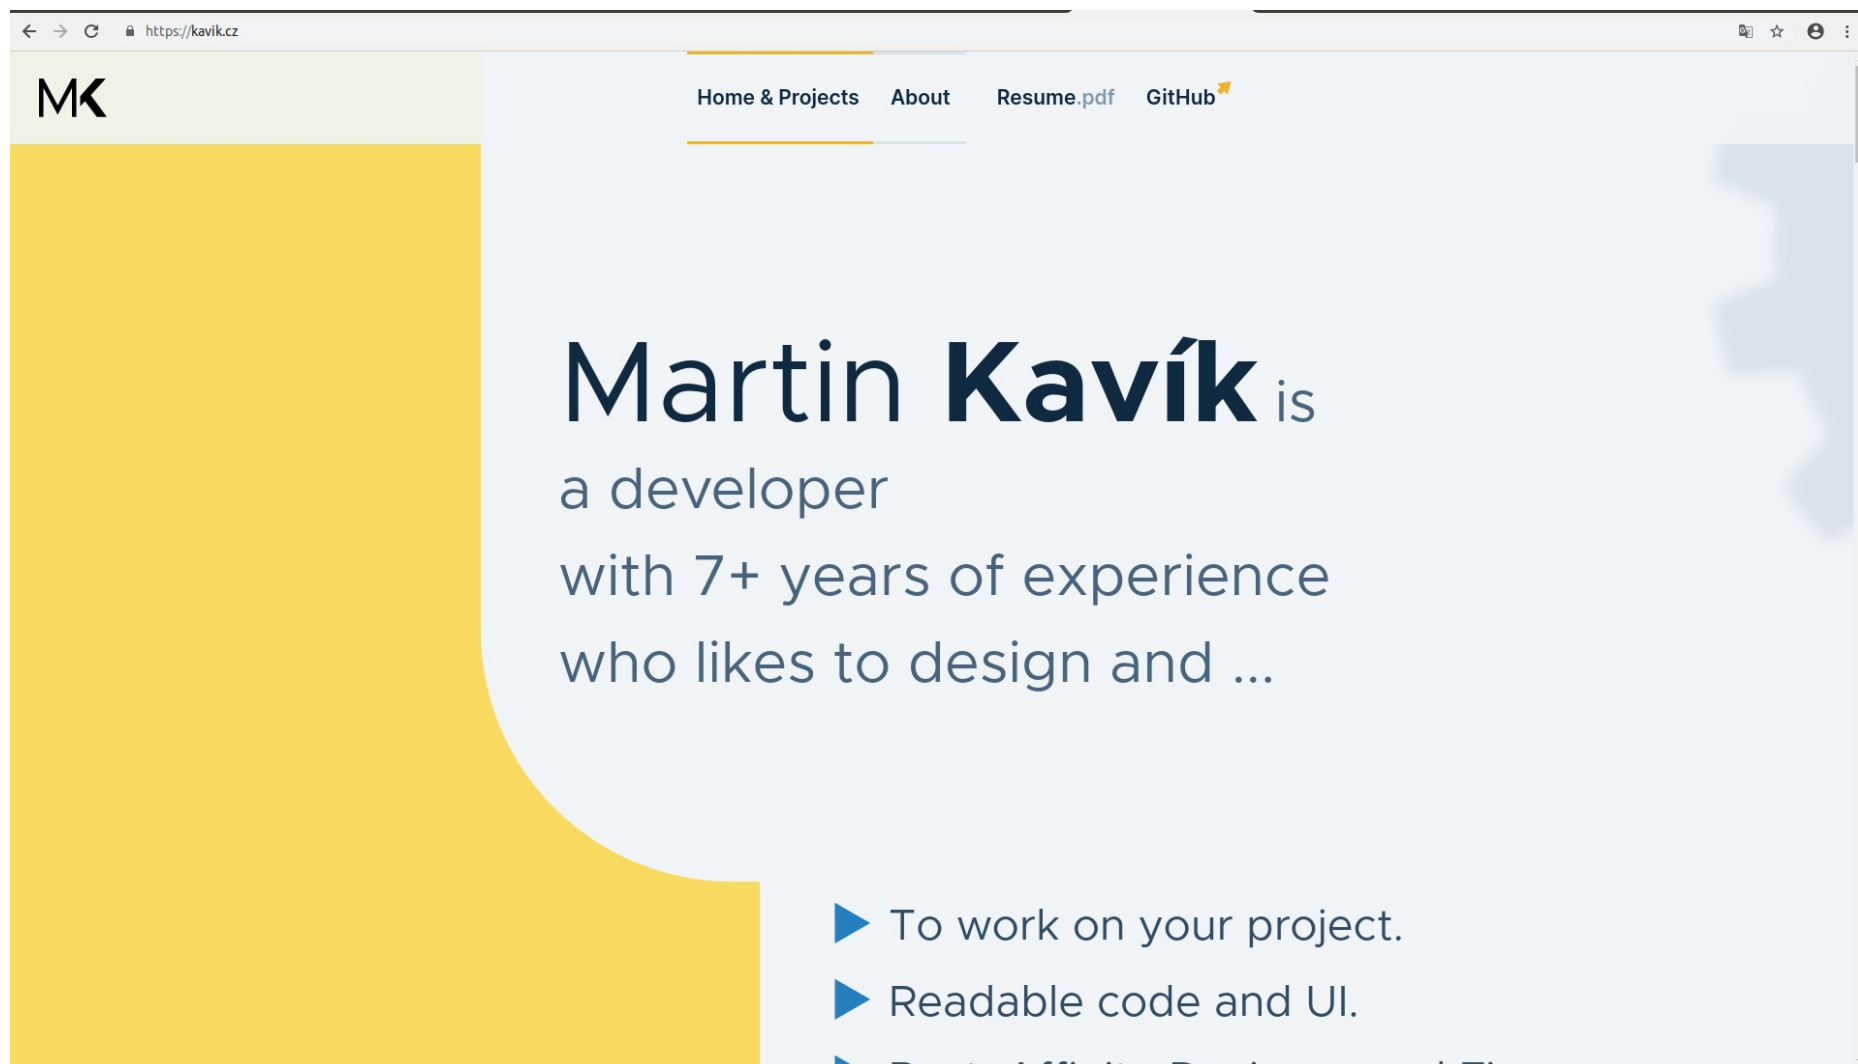 https://kavik.cz
MK
Home & Projects About Resume.pdf GitHub
Martin Kavík is
a developer
with 7+ years of experience
who likes to design and ...
To work on your project.
Readable code and UI.